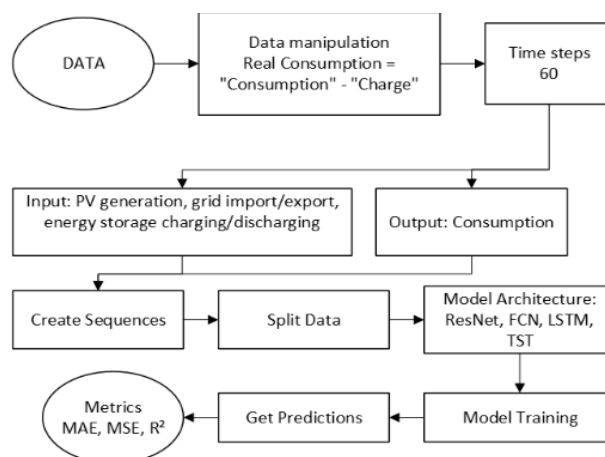 DATA
Data manipulation
Real Consumption =
"Consumption" - "Charge"
Time steps
60
Input: PV generation, grid import/export,
energy storage charging/discharging
Output: Consumption
Create Sequences
Split Data
Model Architecture:
ResNet, FCN, LSTM,
TST
Metrics
MAE, MSE, R²
Get Predictions
Model Training